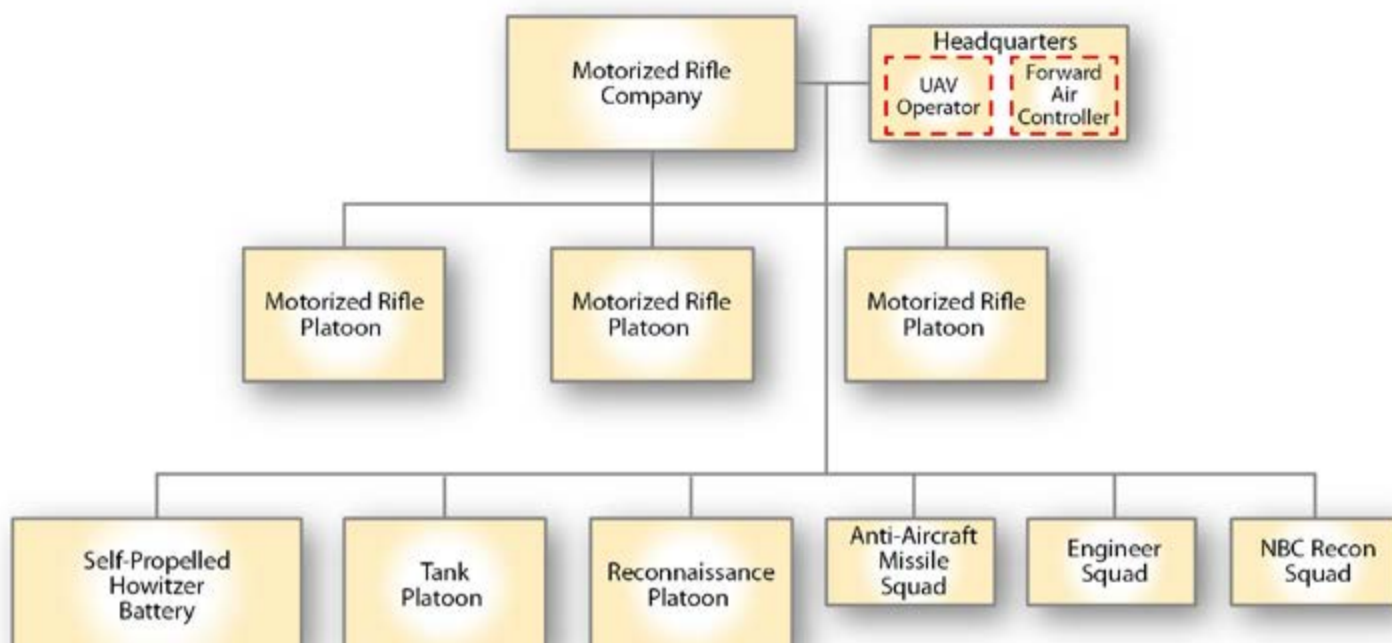 Motorized Rifle
Company
Headquarters
UAV
Operator
Forward
Air
Controller
Motorized Rifle
Platoon
Motorized Rifle
Platoon
Motorized Rifle
Platoon
Self-Propelled
Howitzer
Battery
Tank
Platoon
Reconnaissance
Platoon
Anti-Aircraft
Missile
Squad
Engineer
Squad
NBC Recon
Squad